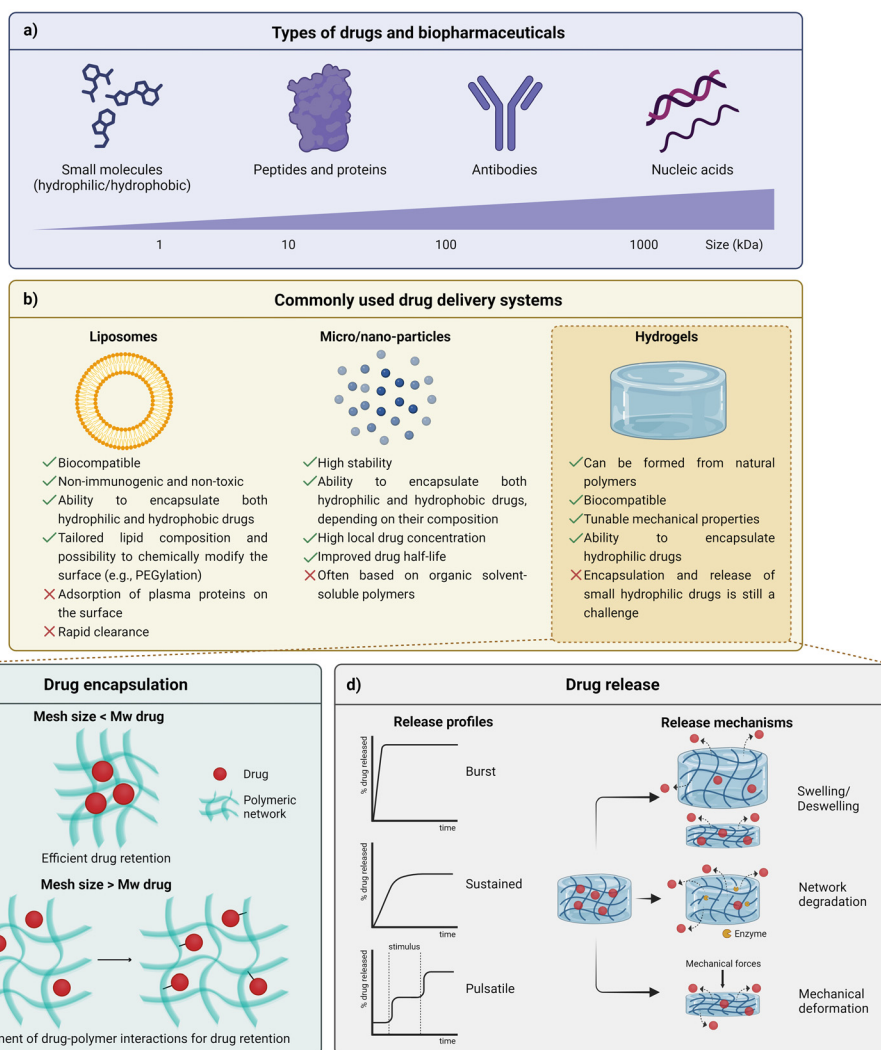 a)
Types of drugs and biopharmaceuticals
Small molecules
(hydrophilic/hydrophobic)
Peptides and proteins
Antibodies
Nucleic acids
1
10
100
1000
Size (kDa)
b)
Commonly used drug delivery systems
Liposomes
Biocompatible
Non-immunogenic and non-toxic
Ability to encapsulate both
hydrophilic and hydrophobic drugs
Tailored lipid composition and
possibility to chemically modify the
surface (e.g., PEGylation)
Adsorption of plasma proteins on
the surface
Rapid clearance
Micro/nano-particles
High stability
Ability to encapsulate both
hydrophilic and hydrophobic drugs,
depending on their composition
High local drug concentration
Improved drug half-life
Often based on organic solvent-
soluble polymers
Hydrogels
Can be formed from natural
polymers
Biocompatible
Tunable mechanical properties
Ability to encapsulate
hydrophilic drugs
Encapsulation and release of
small hydrophilic drugs is still a
challenge
Drug encapsulation
Mesh size < Mw drug
Drug
Polymeric
network
Efficient drug retention
Mesh size > Mw drug
ment of drug-polymer interactions for drug retention
d)
Drug release
Release profiles
% drug released
time
Burst
% drug released
time
Sustained
stimulus
% drug released
time
Pulsatile
Release mechanisms
Swelling/
Deswelling
Network
degradation
Enzyme
Mechanical forces
Mechanical
deformation